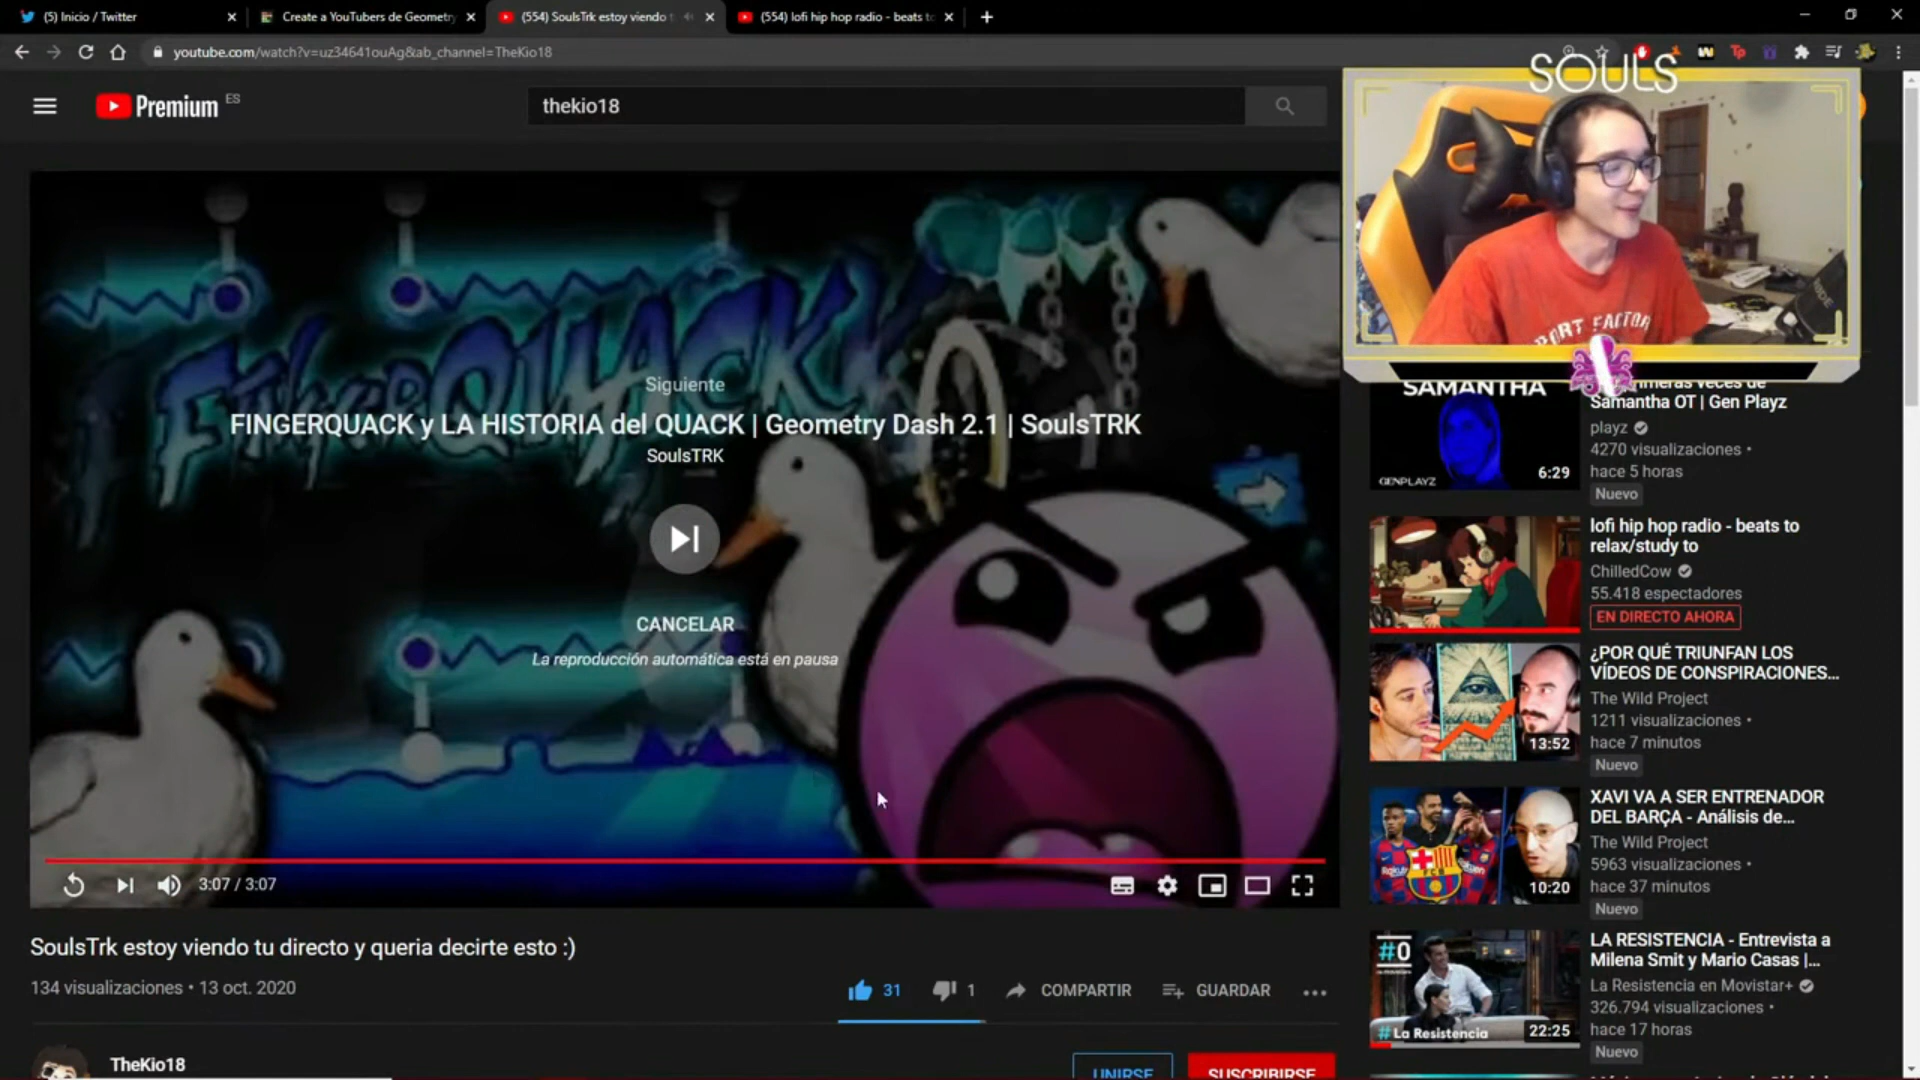 (5) Inicio / Twitter
Create a YouTubers de Geometry
(554) SoulsTrk estoy viendo t
(554) lofi hip hop radio - beats to
youtube.com/watch?v=uz34641ouAg&ab_channel=TheKio18
Premium ES
thekio18
SOULS
FINGERQUACK
Siguiente
FINGERQUACK y LA HISTORIA del QUACK | Geometry Dash 2.1 | SoulsTRK
SoulsTRK
CANCELAR
La reproducción automática está en pausa
3:07 / 3:07
SoulsTrk estoy viendo tu directo y queria decirte esto :)
134 visualizaciones • 13 oct. 2020
31
1
COMPARTIR
GUARDAR
TheKio18
UNIRSE
SUSCRIBIRSE
SAMANTHA
GENPLAYZ
6:29
veces de
Samantha OT | Gen Playz
playz
4270 visualizaciones •
hace 5 horas
Nuevo
lofi hip hop radio - beats to
relax/study to
ChilledCow
55.418 espectadores
EN DIRECTO AHORA
13:52
¿POR QUÉ TRIUNFAN LOS
VÍDEOS DE CONSPIRACIONES...
The Wild Project
1211 visualizaciones •
hace 7 minutos
Nuevo
10:20
XAVI VA A SER ENTRENADOR
DEL BARÇA - Análisis de...
The Wild Project
5963 visualizaciones •
hace 37 minutos
Nuevo
#0
#La Resistencia
22:25
LA RESISTENCIA - Entrevista a
Milena Smit y Mario Casas |...
La Resistencia en Movistar+
326.794 visualizaciones •
hace 17 horas
Nuevo